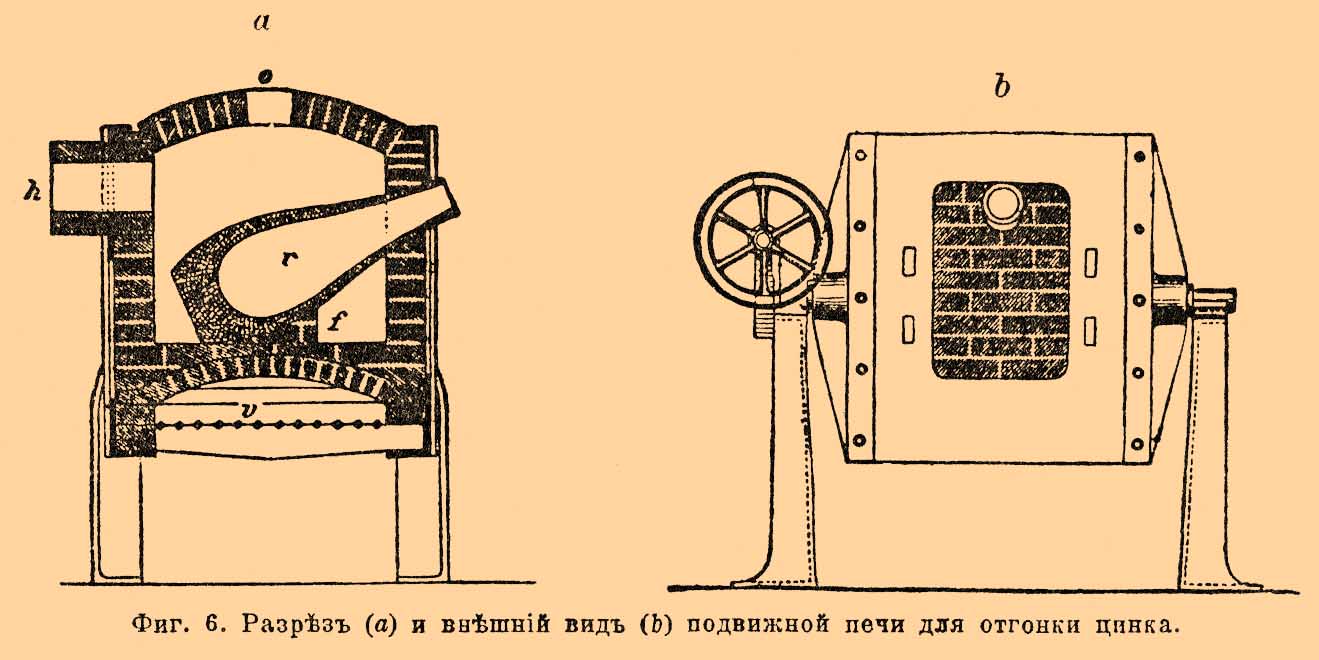 a
b
o
h
r
f
v
Фиг. 6. Разрѣзъ (a) и внѣшній видъ (b) подвижной печи для отгонки цинка.